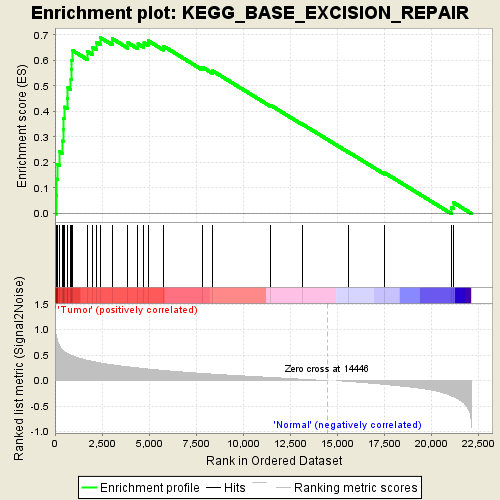 Enrichment plot: KEGG_BASE_EXCISION_REPAIR
Enrichment score (ES)
0.7
0.6
0.5
0.4
0.3
0.2
0.1
0.0
'Tumor' (positively correlated)
Ranked list metric (Signal2Noise)
1.5
1.0
0.5
0.0
-0.5
-1.0
Zero cross at 14446
'Normal' (negatively correlated)
0 2,500 5,000 7,500 10,000 12,500 15,000 17,500 20,000 22,500
Rank in Ordered Dataset
Enrichment profile Hits Ranking metric scores